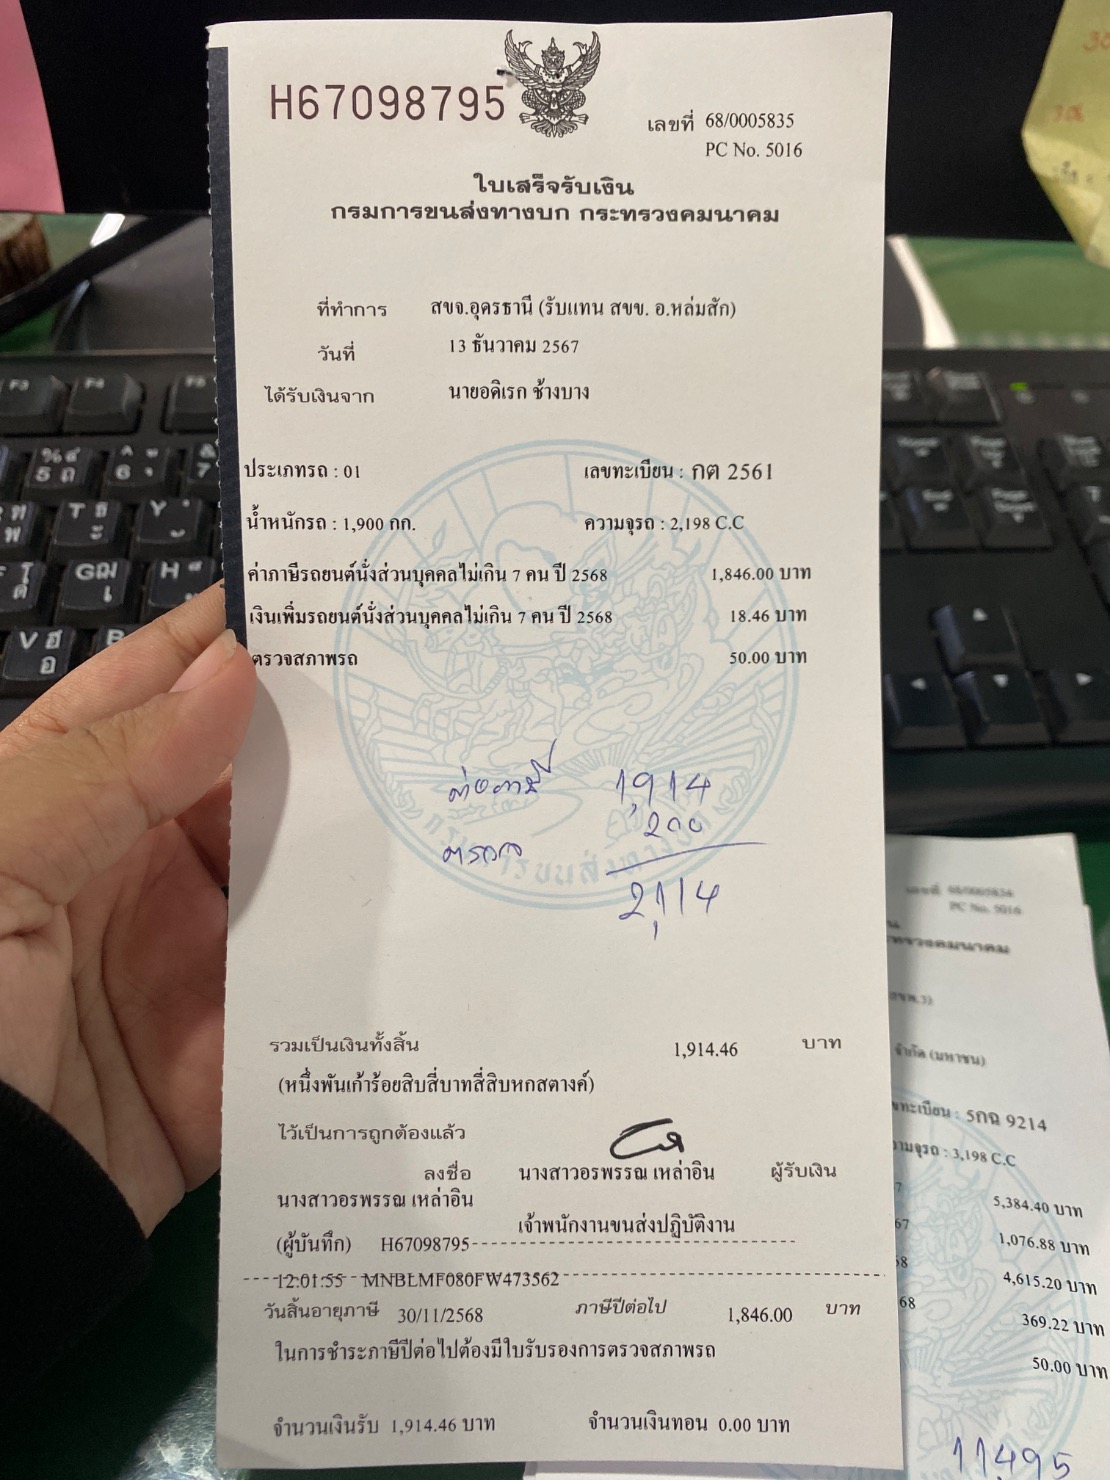 H67098795
เลขที่ 68/0005835
PC No. 5016
ใบเสร็จรับเงิน
กรมการขนส่งทางบก กระทรวงคมนาคม
ที่ทำการ สขจ.อุดรธานี (รับแทน สขข. อ.หล่มสัก)
วันที่ 13 ธันวาคม 2567
ได้รับเงินจาก นายอดิเรก ช้างบาง
ประเภทรถ : 01 เลขทะเบียน : กต 2561
น้ำหนักรถ : 1,900 กก. ความจุรถ : 2,198 C.C
ค่าภาษีรถยนต์นั่งส่วนบุคคลไม่เกิน 7 คน ปี 2568 1,846.00 บาท
เงินเพิ่มรถยนต์นั่งส่วนบุคคลไม่เกิน 7 คน ปี 2568 18.46 บาท
ตรวจสภาพรถ 50.00 บาท
ต่อภาษี 1,914
ตรวจ 200
2,114
กรมการขนส่งทางบก
รวมเป็นเงินทั้งสิ้น 1,914.46 บาท
(หนึ่งพันเก้าร้อยสิบสี่บาทสี่สิบหกสตางค์)
ไว้เป็นการถูกต้องแล้ว
ลงชื่อ นางสาวอรพรรณ เหล่าอิน ผู้รับเงิน
นางสาวอรพรรณ เหล่าอิน
เจ้าพนักงานขนส่งปฏิบัติงาน
(ผู้บันทึก) H67098795
12:01:55 MNBLMF080FW473562
วันสิ้นอายุภาษี 30/11/2568 ภาษีปีต่อไป 1,846.00 บาท
ในการชำระภาษีปีต่อไปต้องมีใบรับรองการตรวจสภาพรถ
จำนวนเงินรับ 1,914.46 บาท จำนวนเงินทอน 0.00 บาท
PC No. 5016
จำกัด (มหาชน)
5กฉ 9214
: 3,198 C.C
5,384.40 บาท
67 1,076.88 บาท
68 4,615.20 บาท
68 369.22 บาท
50.00 บาท
11,495